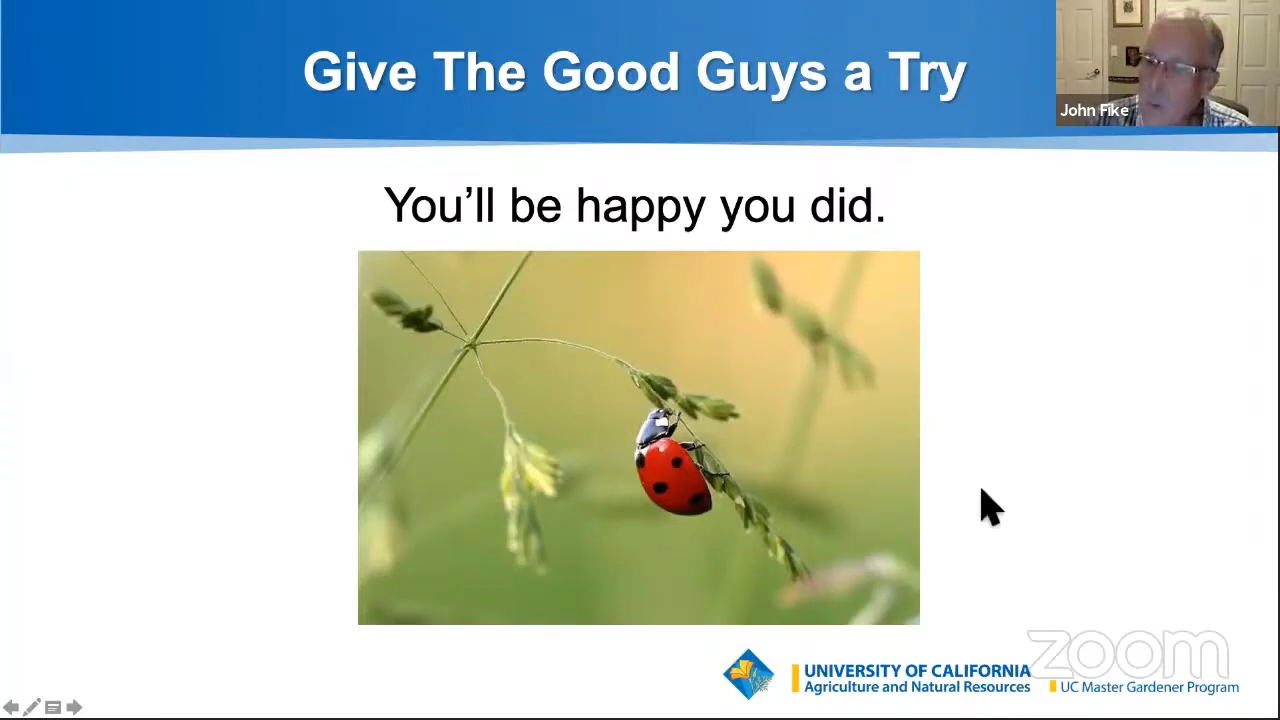 Give The Good Guys a Try
John Fike
You'll be happy you did.
zoom
UNIVERSITY OF CALIFORNIA
Agriculture and Natural Resources
UC Master Gardener Program